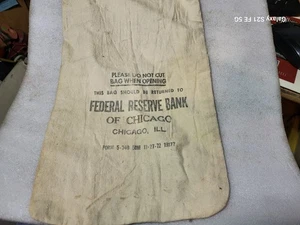 Galaxy S21 FE 5G
PLEASE DO NOT CUT
BAG WHEN OPENING
THIS BAG SHOULD BE RETURNED TO
FEDERAL RESERVE BANK
OF CHICAGO
CHICAGO, ILL.
FORM